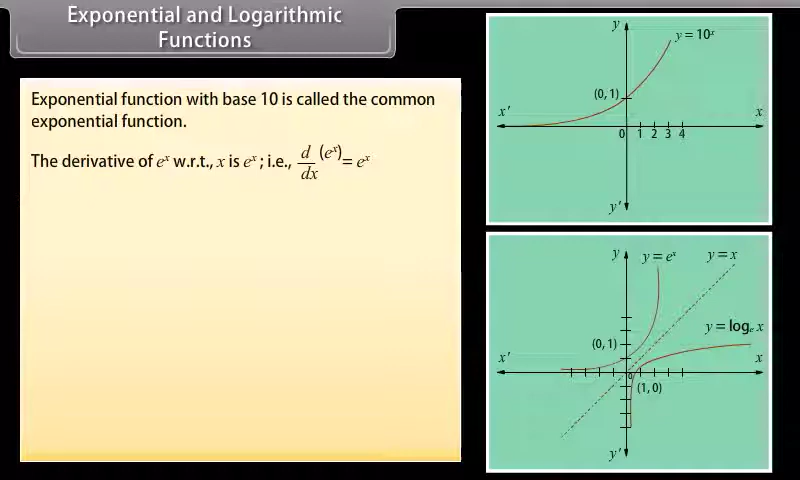 Exponential and Logarithmic
Functions
Exponential function with base 10 is called the common
exponential function.
The derivative of eˣ w.r.t., x is eˣ ; i.e., d/dx (eˣ) = eˣ
y
y = 10ˣ
(0, 1)
x'
x
0 1 2 3 4
y'
y
y = eˣ
y = x
y = logₑ x
(0, 1)
x'
x
0
(1, 0)
y'